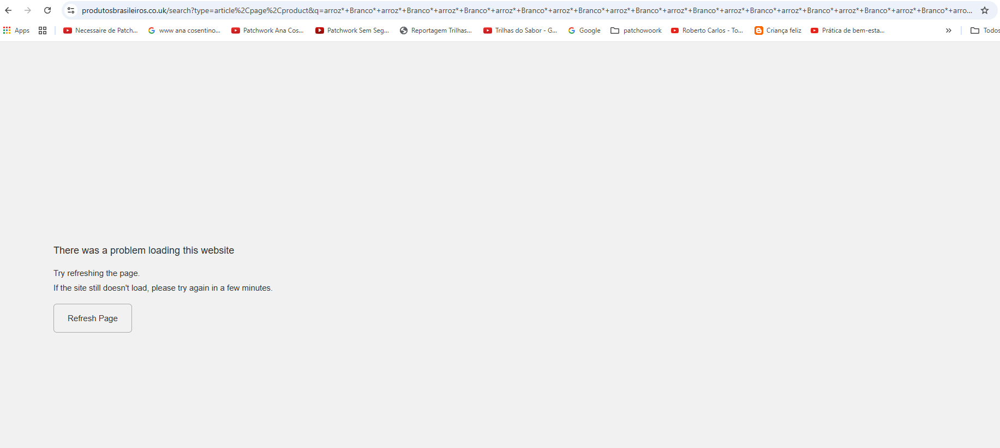 produtosbrasileiros.co.uk/search?type=article%2Cpage%2Cproduct&q=arroz*+Branco*+arroz*+Branco*+arroz*+Branco*+arroz*+Branco*+arroz*+Branco*+arroz*+Branco*+arroz*+Branco*+arroz*+Branco*+arroz*+Branco*+arroz*+Branco*+arroz*+Branco*+arro...
Apps Necessaire de Patch... www ana cosentino... Patchwork Ana Cos... Patchwork Sem Seg... Reportagem Trilhas... Trilhas do Sabor - G... Google patchowoork Roberto Carlos - To... Criança feliz Prática de bem-esta... » Todos
There was a problem loading this website
Try refreshing the page.
If the site still doesn't load, please try again in a few minutes.
Refresh Page